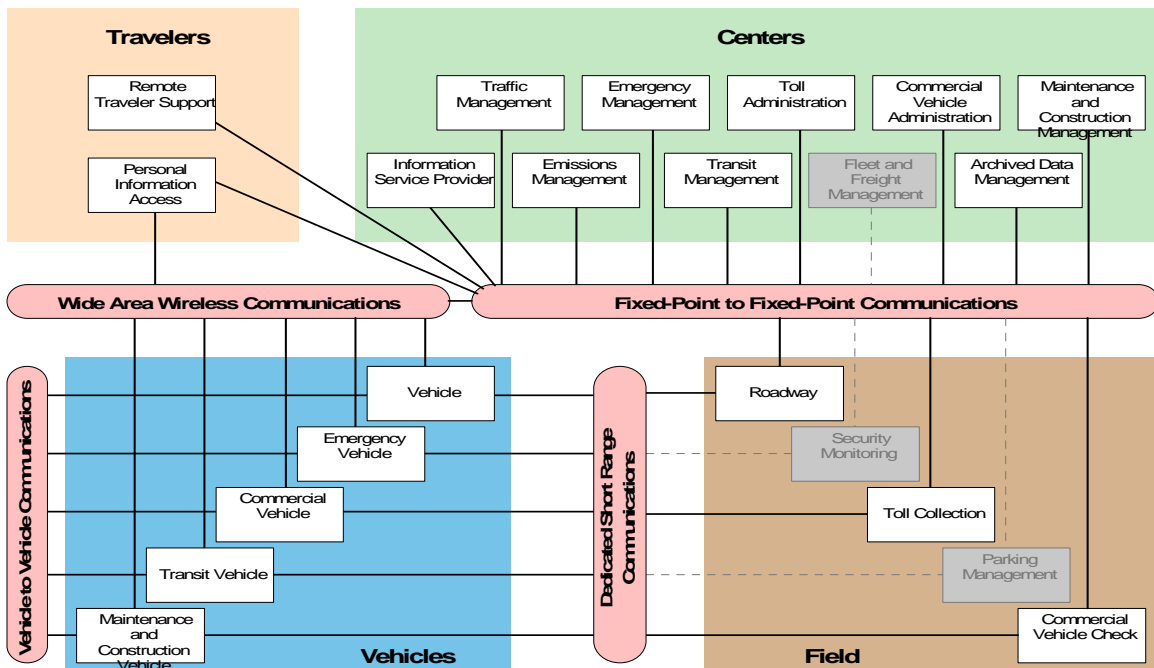 Travelers
Centers
Remote
Traveler Support
Traffic
Management
Emergency
Management
Toll
Administration
Commercial
Vehicle
Administration
Maintenance
and
Construction
Management
Personal
Information
Access
Information
Service Provider
Emissions
Management
Transit
Management
Fleet and
Freight
Management
Archived Data
Management
Wide Area Wireless Communications
Fixed-Point to Fixed-Point Communications
Vehicle to Vehicle Communications
Vehicle
Emergency
Vehicle
Commercial
Vehicle
Transit Vehicle
Maintenance
and
Construction
Vehicle
Vehicles
Dedicated Short Range
Communications
Roadway
Security
Monitoring
Toll Collection
Parking
Management
Commercial
Vehicle Check
Field